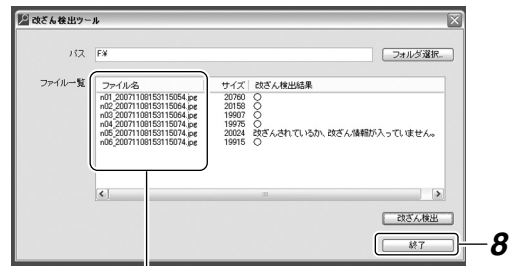 改ざん検出ツール
パス F:¥ フォルダ選択...
ファイル一覧
ファイル名 サイズ 改ざん検出結果
n01_20071108153115054.jpg 20760 ○
n02_20071108153115064.jpg 20158 ○
n03_20071108153115064.jpg 19907 ○
n04_20071108153115074.jpg 19975 ○
n05_20071108153115074.jpg 20024 改ざんされているか、改ざん情報が入っていません。
n06_20071108153115074.jpg 19915 ○
改ざん検出
終了 8